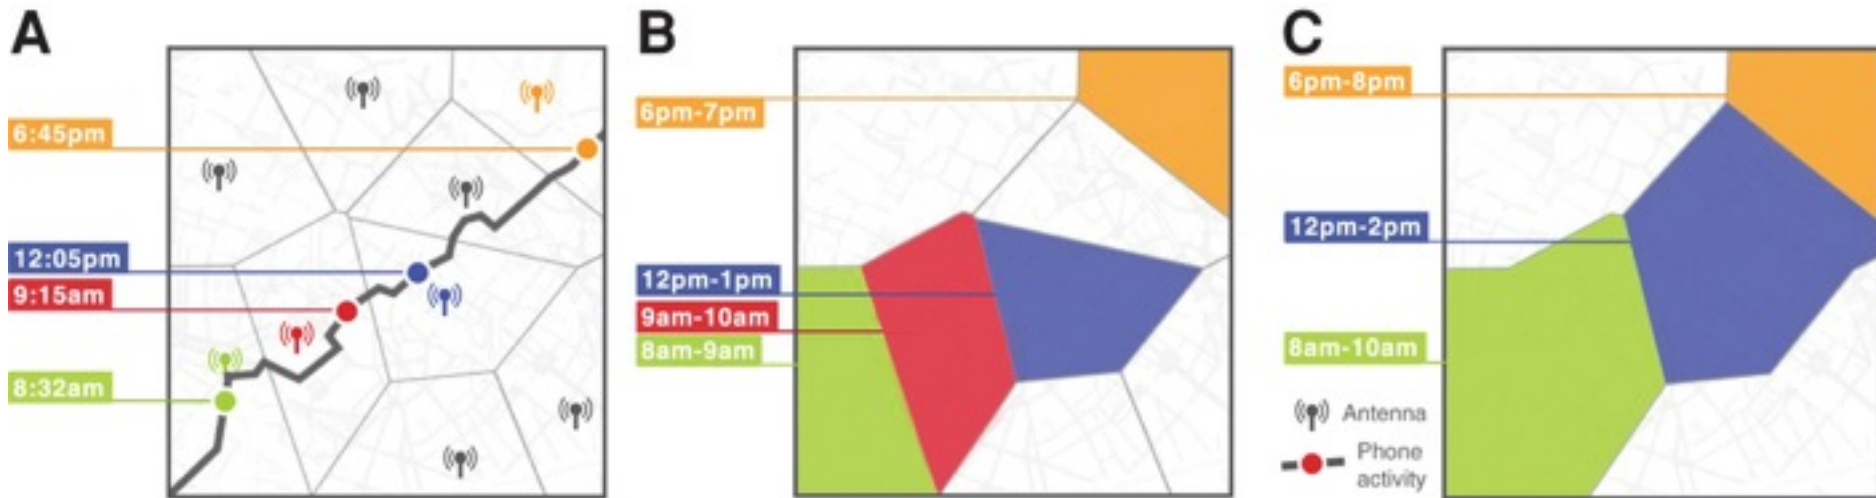 A
6:45pm
12:05pm
9:15am
8:32am
B
6pm-7pm
12pm-1pm
9am-10am
8am-9am
C
6pm-8pm
12pm-2pm
8am-10am
Antenna
Phone
activity